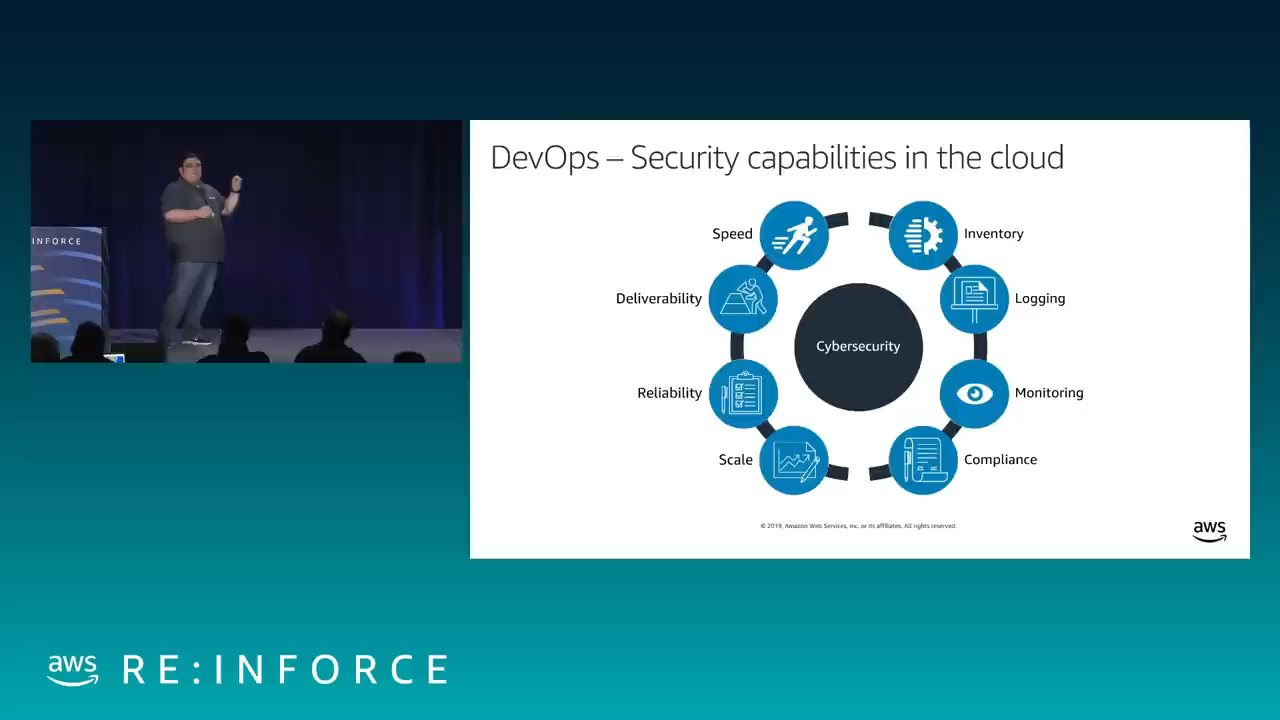 INFORCE
DevOps – Security capabilities in the cloud
Speed
Inventory
Deliverability
Logging
Cybersecurity
Reliability
Monitoring
Scale
Compliance
© 2019, Amazon Web Services, Inc. or its affiliates. All rights reserved.
aws
aws RE:INFORCE